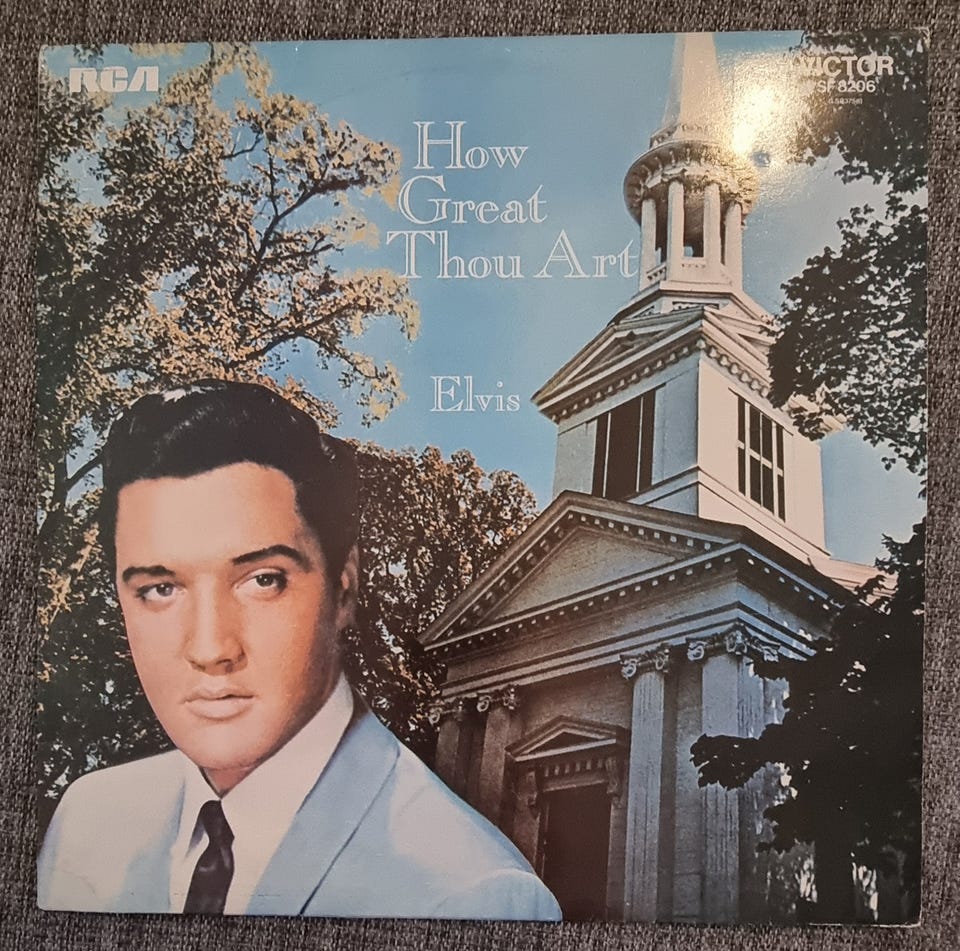 RCA
VICTOR
SF 8206
How
Great
Thou Art
Elvis